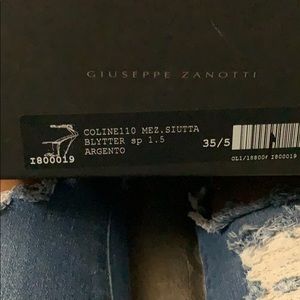 GIUSEPPE ZANOTTI
COLINE110 MEZ.SIUTTA
BLYTTER sp 1.5 35/5
ARGENTO
I800019